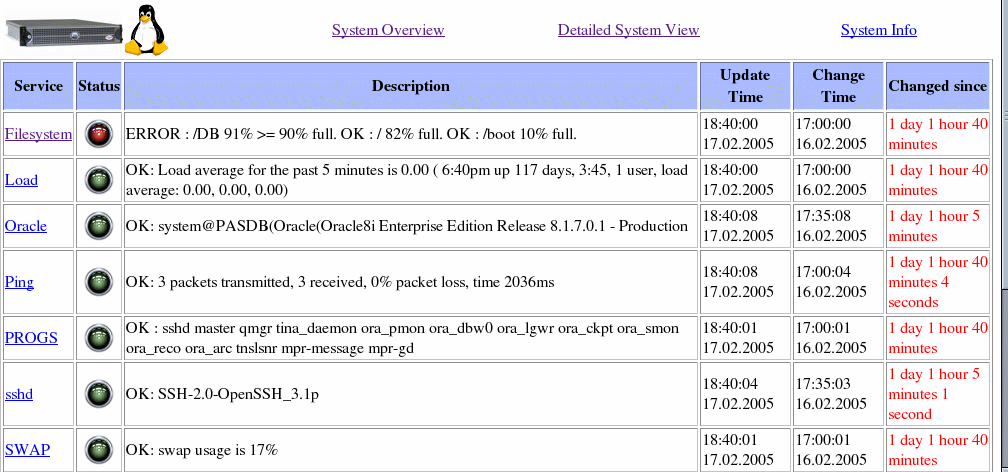 System Overview Detailed System View System Info
Service Status Description Update Time Change Time Changed since
Filesystem ERROR : /DB 91% >= 90% full. OK : / 82% full. OK : /boot 10% full. 18:40:00 17.02.2005 17:00:00 16.02.2005 1 day 1 hour 40 minutes
Load OK: Load average for the past 5 minutes is 0.00 ( 6:40pm up 117 days, 3:45, 1 user, load average: 0.00, 0.00, 0.00) 18:40:00 17.02.2005 17:00:00 16.02.2005 1 day 1 hour 40 minutes
Oracle OK: system@PASDB(Oracle(Oracle8i Enterprise Edition Release 8.1.7.0.1 - Production 18:40:08 17.02.2005 17:35:08 16.02.2005 1 day 1 hour 5 minutes
Ping OK: 3 packets transmitted, 3 received, 0% packet loss, time 2036ms 18:40:08 17.02.2005 17:00:04 16.02.2005 1 day 1 hour 40 minutes 4 seconds
PROGS OK : sshd master qmgr tina_daemon ora_pmon ora_dbw0 ora_lgwr ora_ckpt ora_smon ora_reco ora_arc tnslsnr mpr-message mpr-gd 18:40:01 17.02.2005 17:00:01 16.02.2005 1 day 1 hour 40 minutes
sshd OK: SSH-2.0-OpenSSH_3.1p 18:40:04 17.02.2005 17:35:03 16.02.2005 1 day 1 hour 5 minutes 1 second
SWAP OK: swap usage is 17% 18:40:01 17.02.2005 17:00:01 16.02.2005 1 day 1 hour 40 minutes